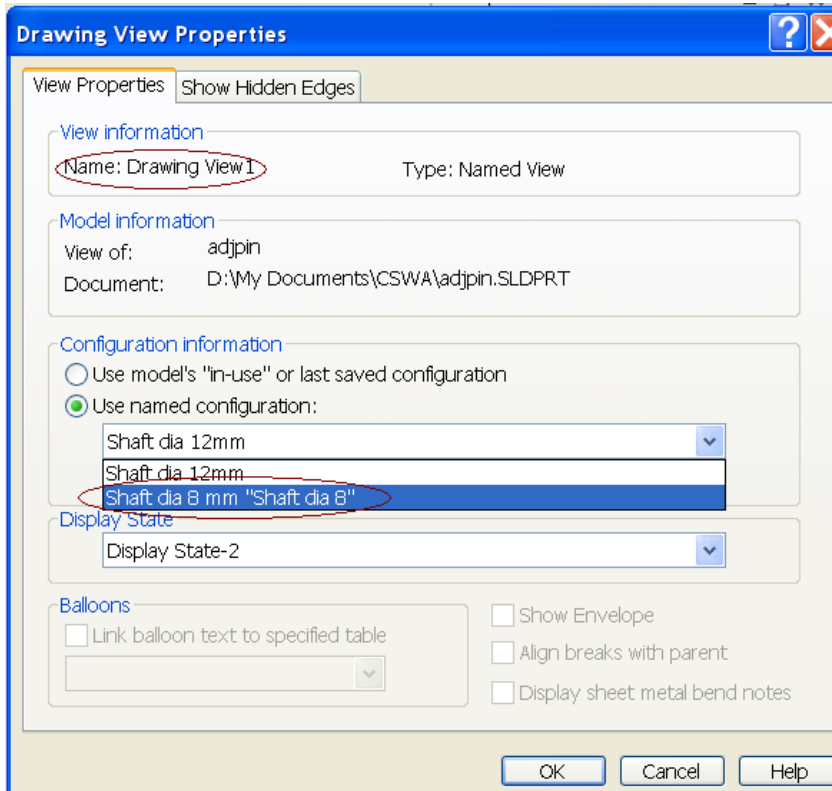 Drawing View Properties
View Properties Show Hidden Edges
View information
Name: Drawing View1 Type: Named View
Model information
View of: adjpin
Document: D:\My Documents\CSWA\adjpin.SLDPRT
Configuration information
Use model's "in-use" or last saved configuration
Use named configuration:
Shaft dia 12mm
Shaft dia 12mm
Shaft dia 8 mm "Shaft dia 8"
Display State
Display State-2
Balloons
Show Envelope
Link balloon text to specified table
Align breaks with parent
Display sheet metal bend notes
OK Cancel Help